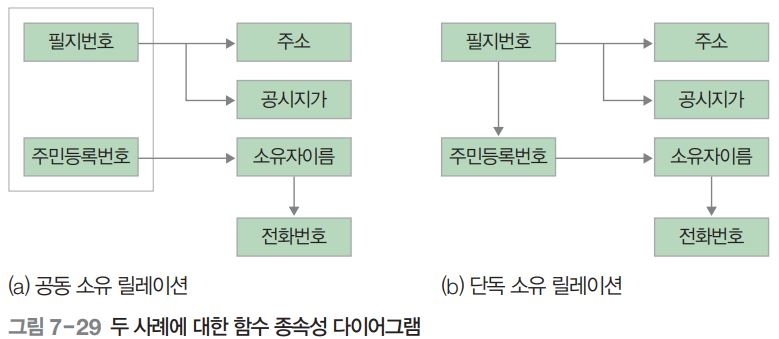 필지번호 주소 필지번호 주소
공시지가 공시지가
주민등록번호 소유자이름 주민등록번호 소유자이름
전화번호 전화번호
(a) 공동 소유 릴레이션 (b) 단독 소유 릴레이션
그림 7-29 두 사례에 대한 함수 종속성 다이어그램